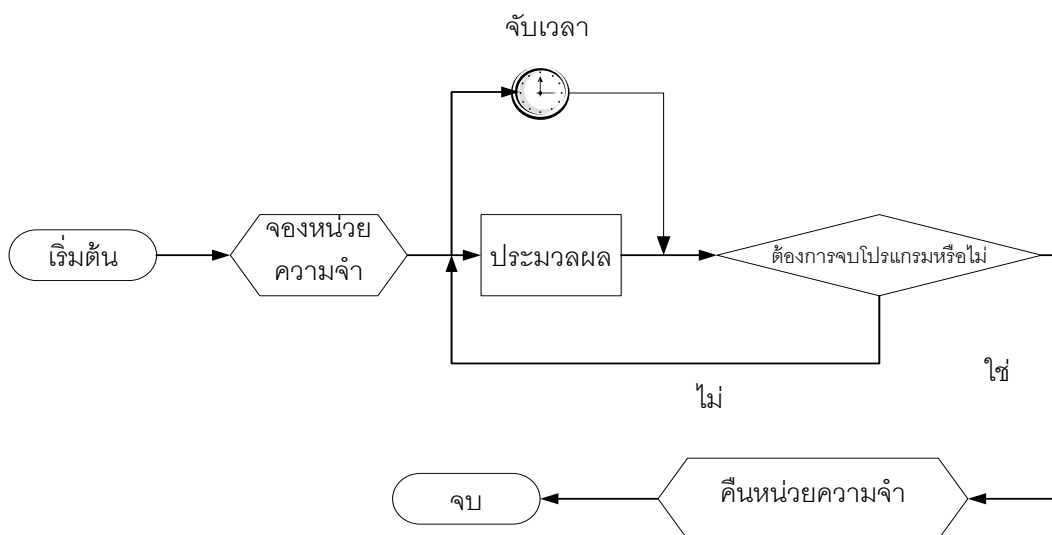 จับเวลา
เริ่มต้น
จองหน่วย
ความจำ
ประมวลผล
ต้องการจบโปรแกรมหรือไม่
ใช่
ไม่
จบ
คืนหน่วยความจำ